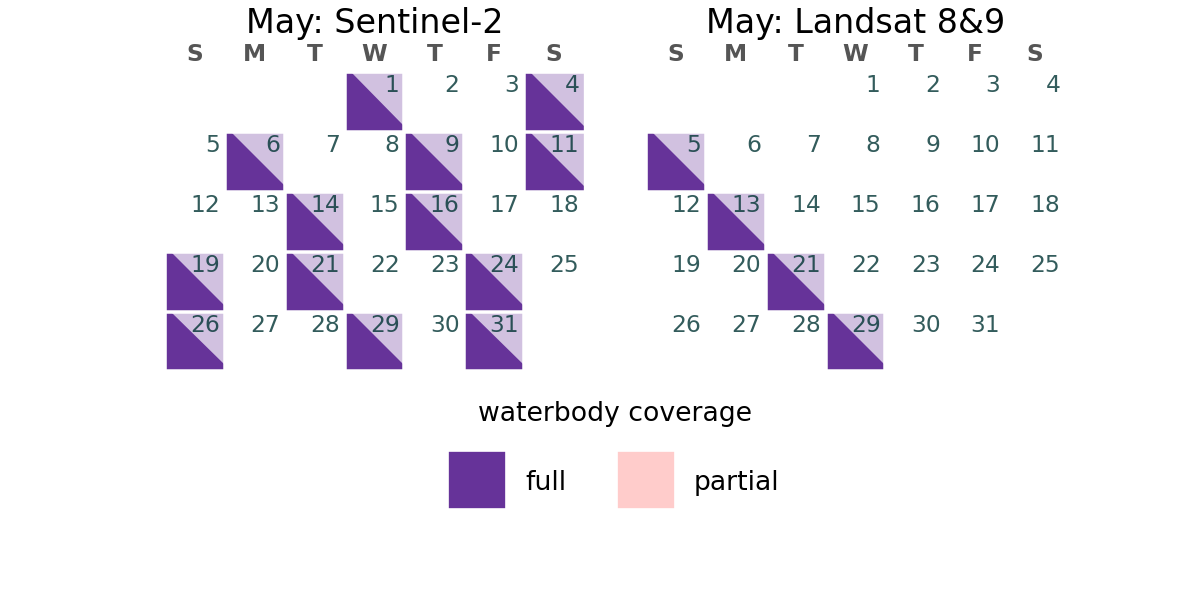 May: Sentinel-2
S M T W T F S
1 2 3 4
5 6 7 8 9 10 11
12 13 14 15 16 17 18
19 20 21 22 23 24 25
26 27 28 29 30 31
May: Landsat 8&9
S M T W T F S
1 2 3 4
5 6 7 8 9 10 11
12 13 14 15 16 17 18
19 20 21 22 23 24 25
26 27 28 29 30 31
waterbody coverage
full partial